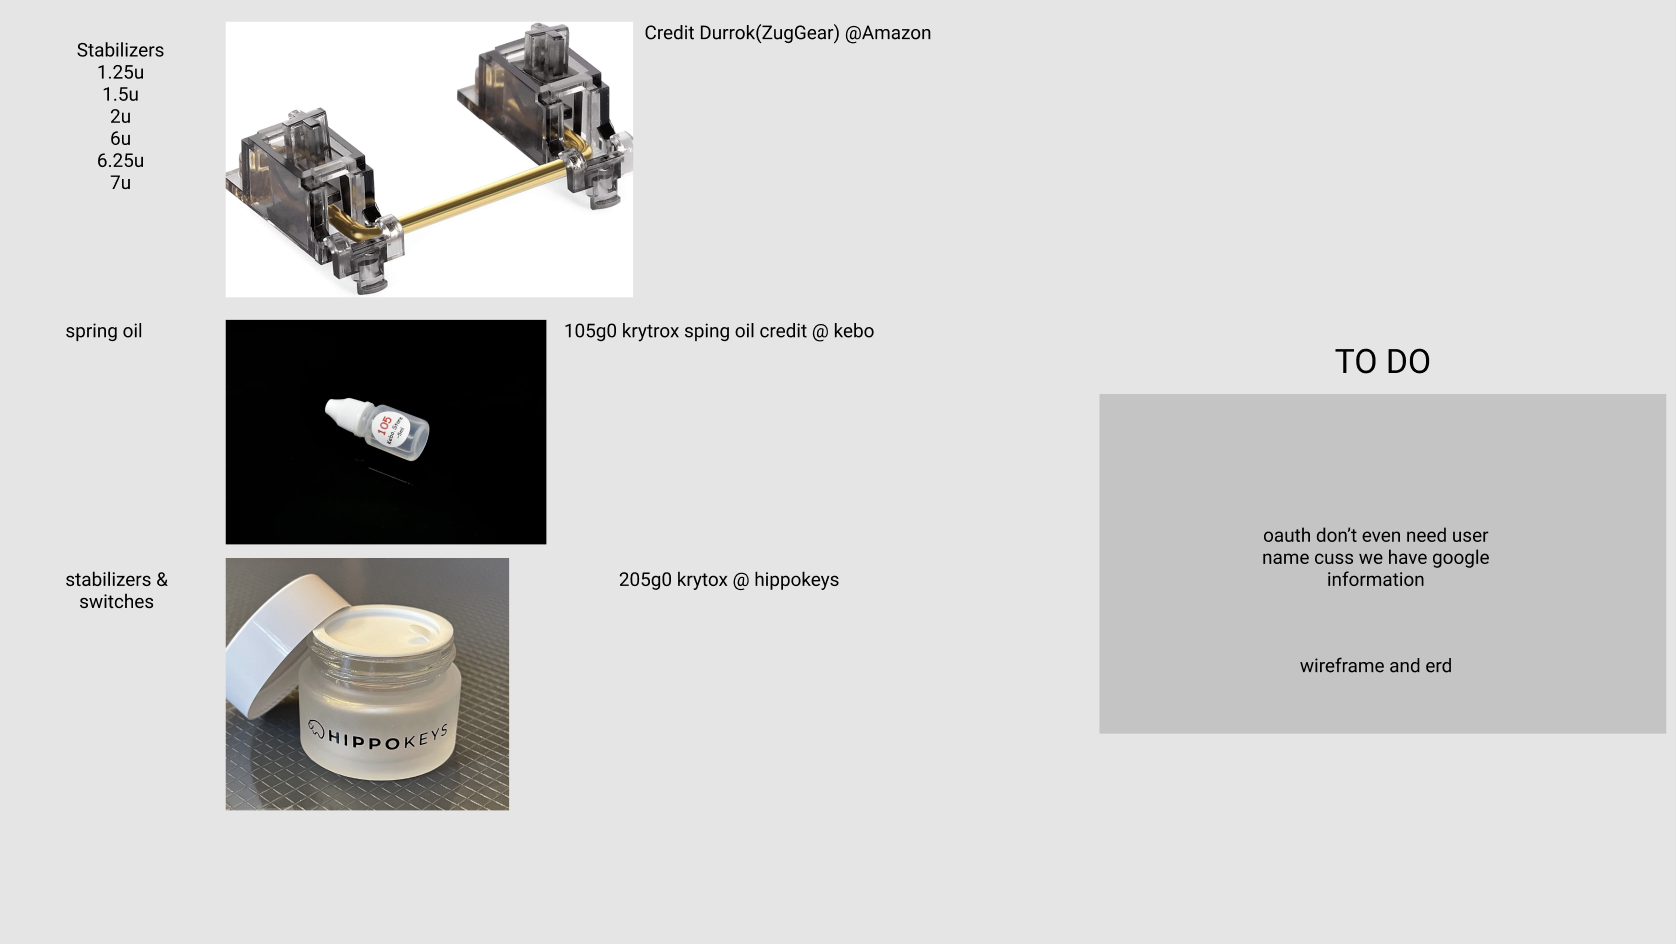 Stabilizers
1.25u
1.5u
2u
6u
6.25u
7u
Credit Durrok(ZugGear) @Amazon
spring oil
105
Kebo Store
105g0 krytrox sping oil credit @ kebo
stabilizers &
switches
HIPPOKEYS
205g0 krytox @ hippokeys
TO DO
oauth don’t even need user
name cuss we have google
information
wireframe and erd